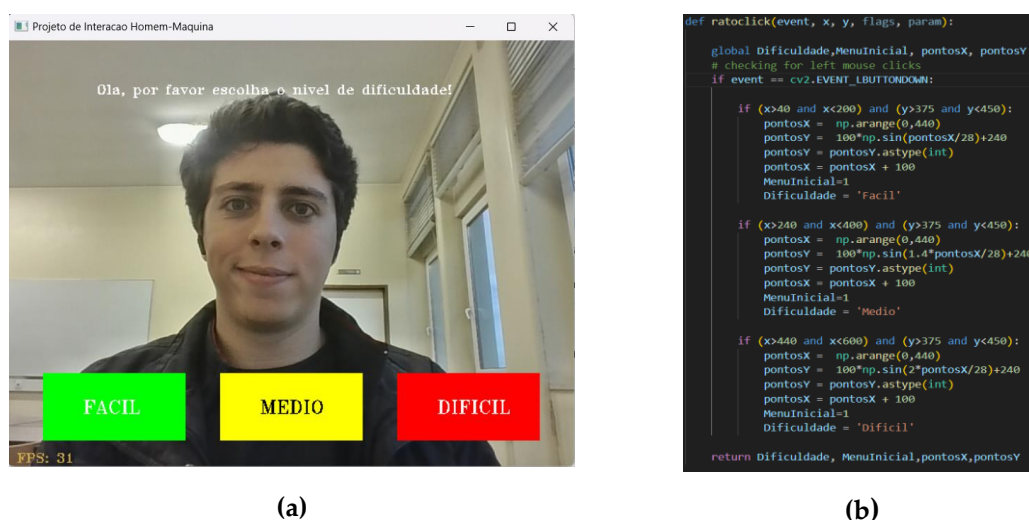 Projeto de Interacao Homem-Maquina
Ola, por favor escolha o nivel de dificuldade!
FACIL
MEDIO
DIFICIL
FPS: 31
(a)
def ratoclick(event, x, y, flags, param):
global Dificuldade,MenuInicial, pontosX, pontosY
# checking for left mouse clicks
if event == cv2.EVENT_LBUTTONDOWN:
if (x>40 and x<200) and (y>375 and y<450):
pontosX = np.arange(0,440)
pontosY = 100*np.sin(pontosX/28)+240
pontosY = pontosY.astype(int)
pontosX = pontosX + 100
MenuInicial=1
Dificuldade = 'Facil'
if (x>240 and x<400) and (y>375 and y<450):
pontosX = np.arange(0,440)
pontosY = 100*np.sin(1.4*pontosX/28)+240
pontosY = pontosY.astype(int)
pontosX = pontosX + 100
MenuInicial=1
Dificuldade = 'Medio'
if (x>440 and x<600) and (y>375 and y<450):
pontosX = np.arange(0,440)
pontosY = 100*np.sin(2*pontosX/28)+240
pontosY = pontosY.astype(int)
pontosX = pontosX + 100
MenuInicial=1
Dificuldade = 'Dificil'
return Dificuldade, MenuInicial,pontosX,pontosY
(b)